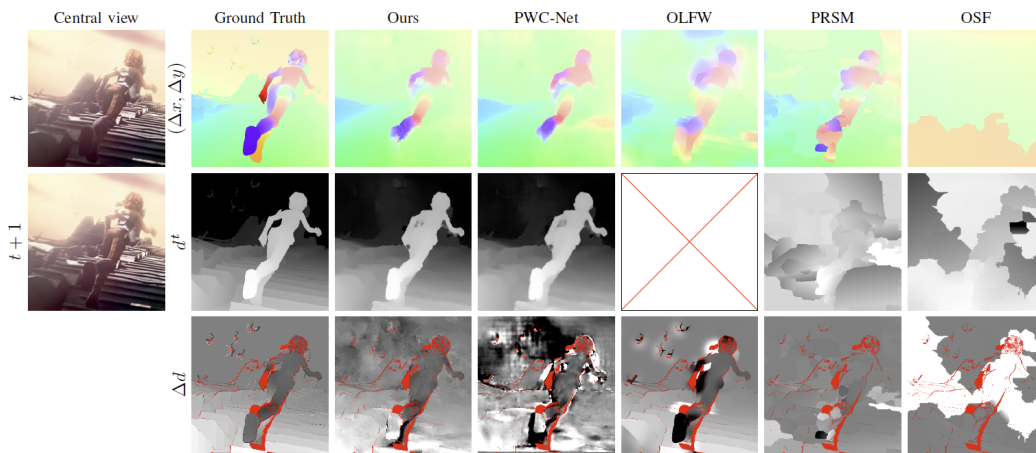 Central view Ground Truth Ours PWC-Net OLFW PRSM OSF
t
(Δx, Δy)
t + 1
d^t
Δd